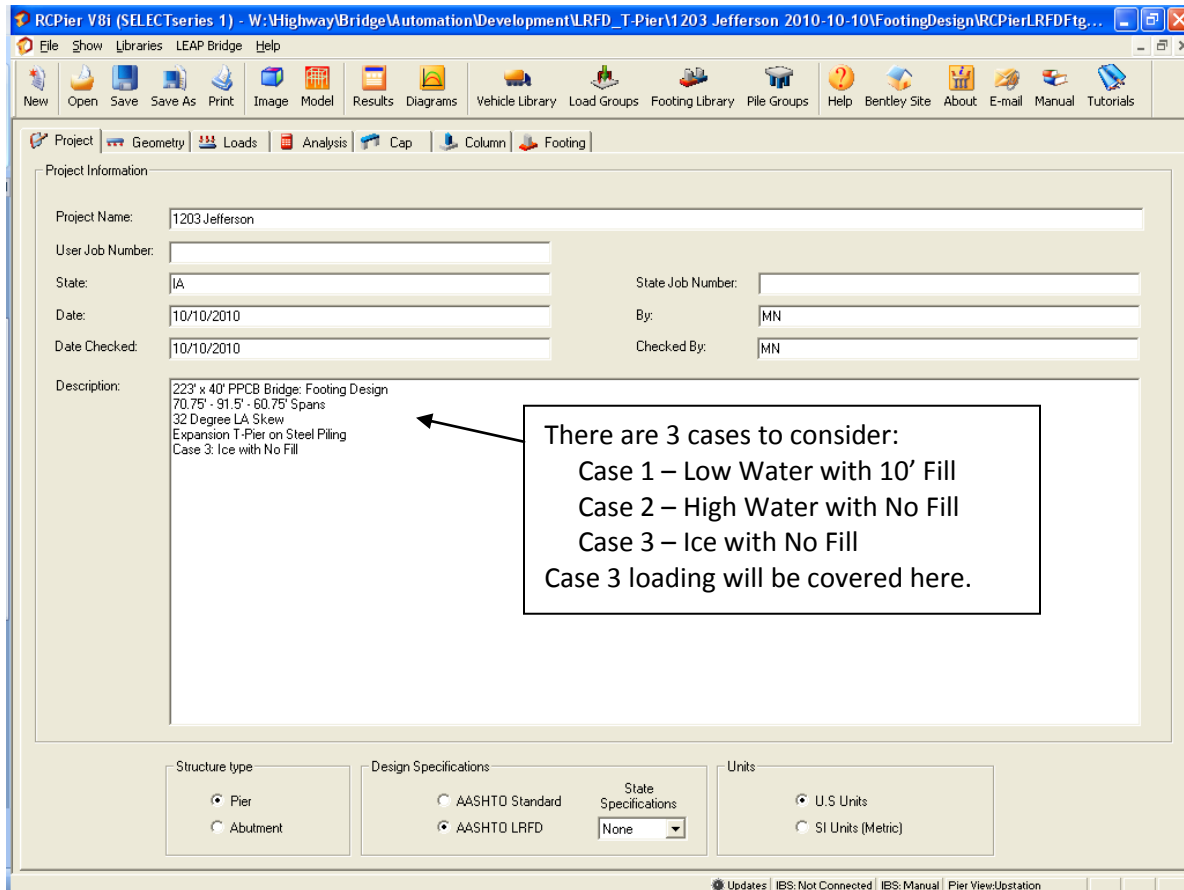 RCPier V8i (SELECTseries 1) - W:\Highway\Bridge\Automation\Development\LRFD_T-Pier\1203 Jefferson 2010-10-10\FootingDesign\RCPierLRFDFtg...
File Show Libraries LEAP Bridge Help
New Open Save Save As Print Image Model Results Diagrams Vehicle Library Load Groups Footing Library Pile Groups Help Bentley Site About E-mail Manual Tutorials
Project Geometry Loads Analysis Cap Column Footing
Project Information
Project Name: 1203 Jefferson
User Job Number:
State: IA State Job Number:
Date: 10/10/2010 By: MN
Date Checked: 10/10/2010 Checked By: MN
Description: 223' x 40' PPCB Bridge: Footing Design
70.75' - 91.5' - 60.75' Spans
32 Degree LA Skew
Expansion T-Pier on Steel Piling
Case 3: Ice with No Fill
There are 3 cases to consider:
Case 1 – Low Water with 10’ Fill
Case 2 – High Water with No Fill
Case 3 – Ice with No Fill
Case 3 loading will be covered here.
Structure type Design Specifications Units
Pier AASHTO Standard State Specifications U.S Units
Abutment AASHTO LRFD None SI Units (Metric)
Updates IBS: Not Connected IBS: Manual Pier View:Upstation